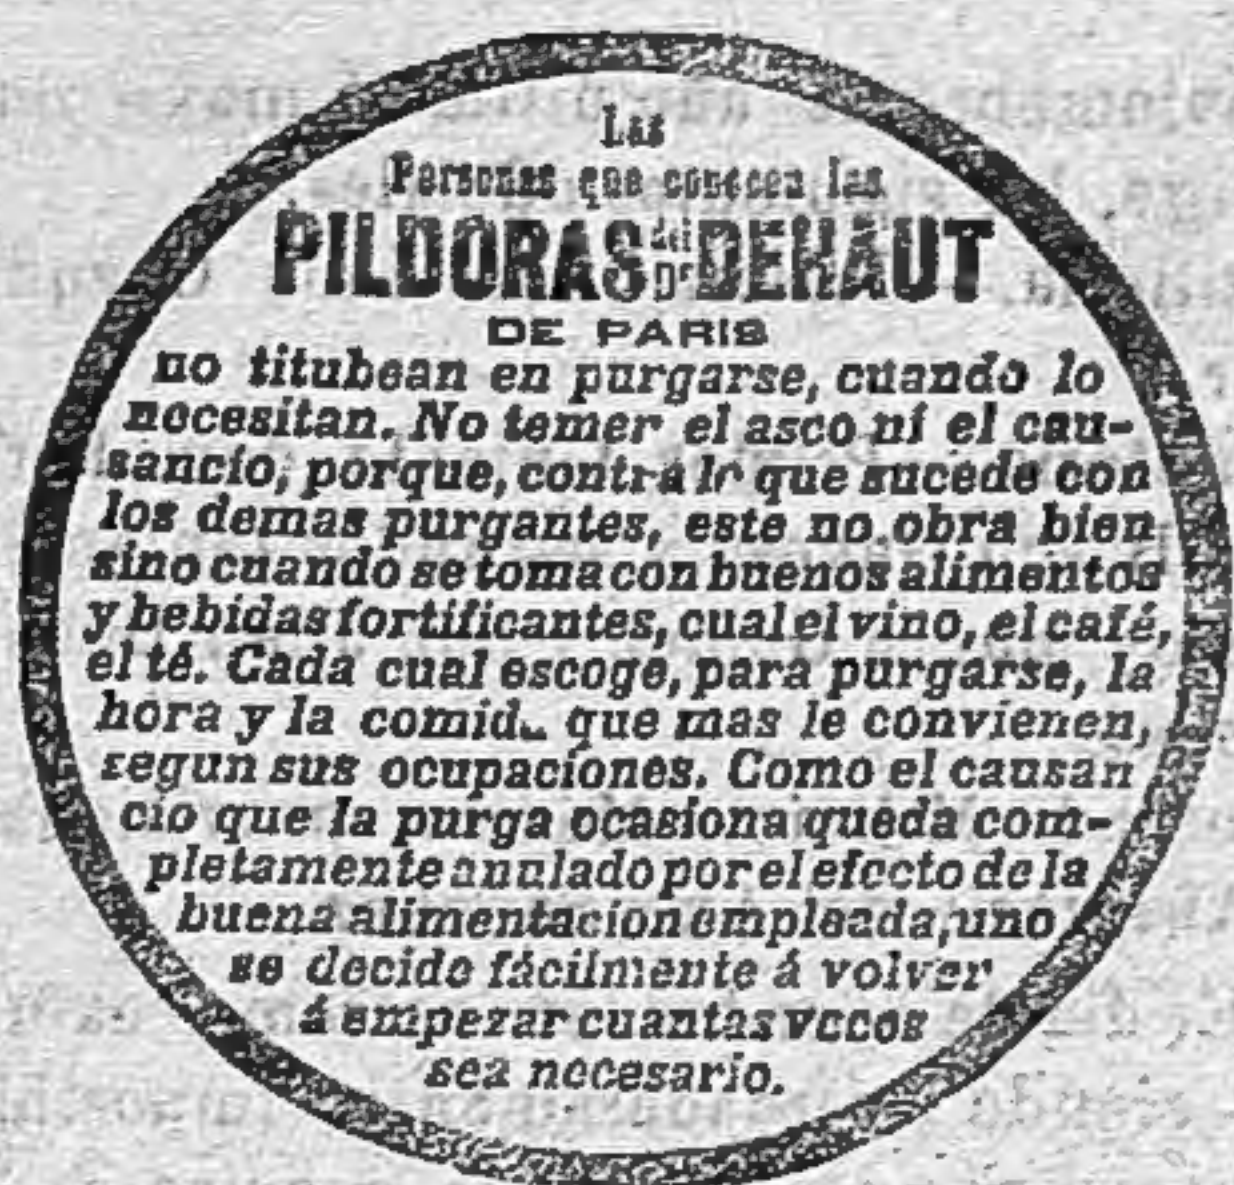 Las
Personas que conocen las
PILDORAS DEL DR DEHAUT
DE PARIS
no titubean en purgarse, cuando lo
necesitan. No temer el asco ni el cau-
sancio, porque, contra lo que sucede con
los demas purgantes, este no obra bien
sino cuando se toma con buenos alimentos
y bebidas fortificantes, cual el vino, el café,
el té. Cada cual escoge, para purgarse, la
hora y la comida que mas le convienen,
segun sus ocupaciones. Como el causan
cio que la purga ocasiona queda com-
pletamente anulado por el efecto de la
buena alimentacion empleada, uno
se decide fácilmente á volver
á empezar cuantas veces
sea necesario.